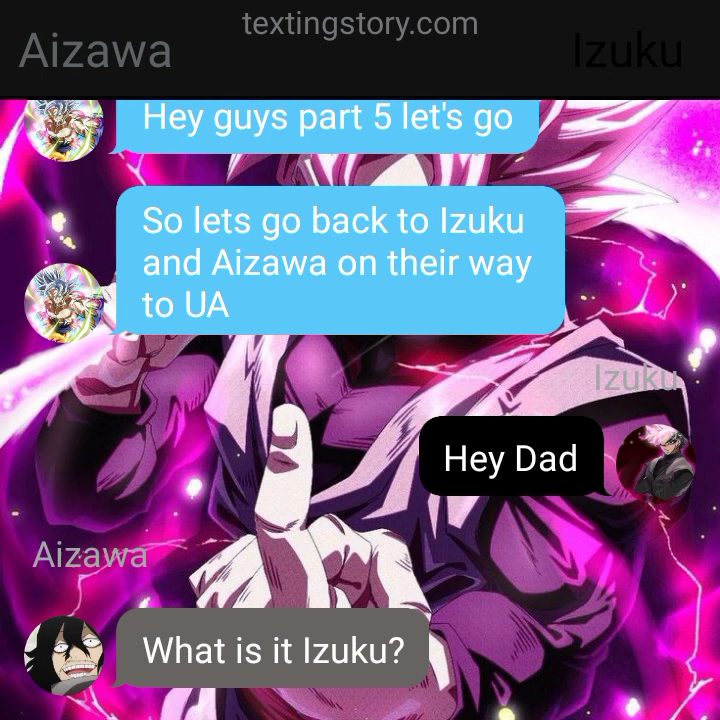 textingstory.com
Aizawa
Izuku
Hey guys part 5 let's go
So lets go back to Izuku
and Aizawa on their way
to UA
Izuku
Hey Dad
Aizawa
What is it Izuku?